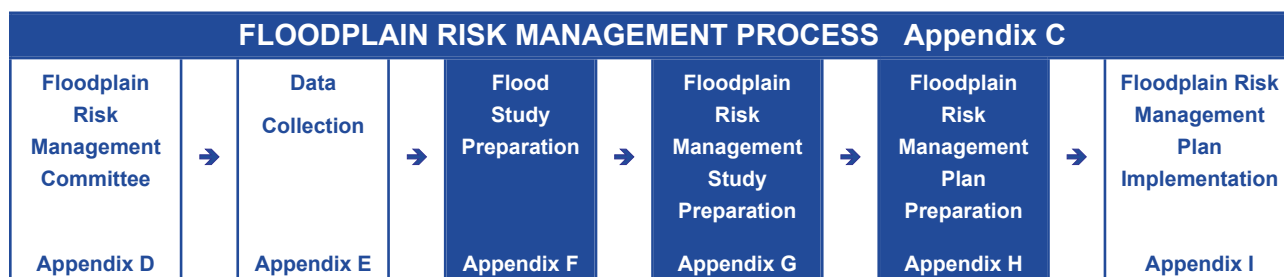 FLOODPLAIN RISK MANAGEMENT PROCESS Appendix C
Floodplain
Risk
Management
Committee
Appendix D
➔
Data
Collection
Appendix E
➔
Flood
Study
Preparation
Appendix F
➔
Floodplain
Risk
Management
Study
Preparation
Appendix G
➔
Floodplain
Risk
Management
Plan
Preparation
Appendix H
➔
Floodplain Risk
Management
Plan
Implementation
Appendix I